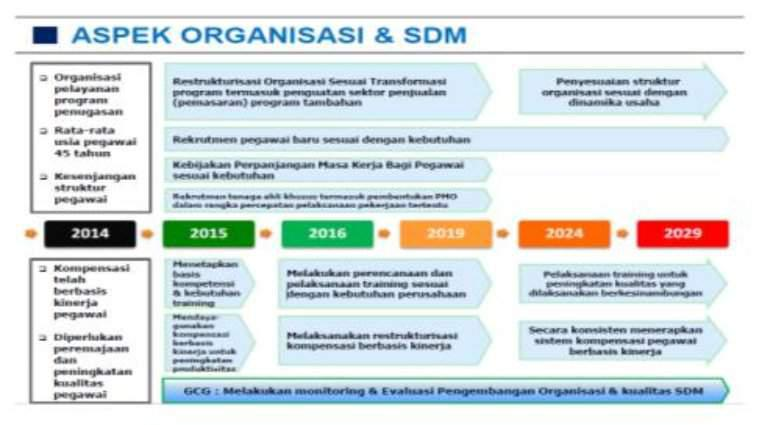 ASPEK ORGANISASI & SDM
Organisasi
pelayanan
program
penugasan
Rata-rata
usia pegawai
45 tahun
Kesenjangan
struktur
pegawai
Restrukturisasi Organisasi Sesuai Transformasi
program termasuk penguatan sektor penjualan
(pemasaran) program tambahan
Penyesuaian struktur
organisasi sesuai dengan
dinamika usaha
Rekrutmen pegawai baru sesuai dengan kebutuhan
Kebijakan Perpanjangan Masa Kerja Bagi Pegawai
sesuai kebutuhan
Rekrutmen tenaga ahli khusus termasuk pembentukan PMO
dalam rangka percepatan pelaksanaan pekerjaan tertentu
2014
2015
2016
2019
2024
2029
Kompensasi
telah
berbasis
kinerja
pegawai
Diperlukan
peremajaan
dan
peningkatan
kualitas
pegawai
Menetapkan
basis
kompetensi
& kebutuhan
training
Melakukan perencanaan dan
pelaksanaan training sesuai
dengan kebutuhan perusahaan
Pelaksanaan training untuk
peningkatan kualitas yang
dilaksanakan berkesinambungan
Mendaya-
gunakan
kompensasi
berbasis
kinerja untuk
peningkatan
produktivitas
Melaksanakan restrukturisasi
kompensasi berbasis kinerja
Secara konsisten menerapkan
sistem kompensasi pegawai
berbasis kinerja
GCG : Melakukan monitoring & Evaluasi Pengembangan Organisasi & kualitas SDM